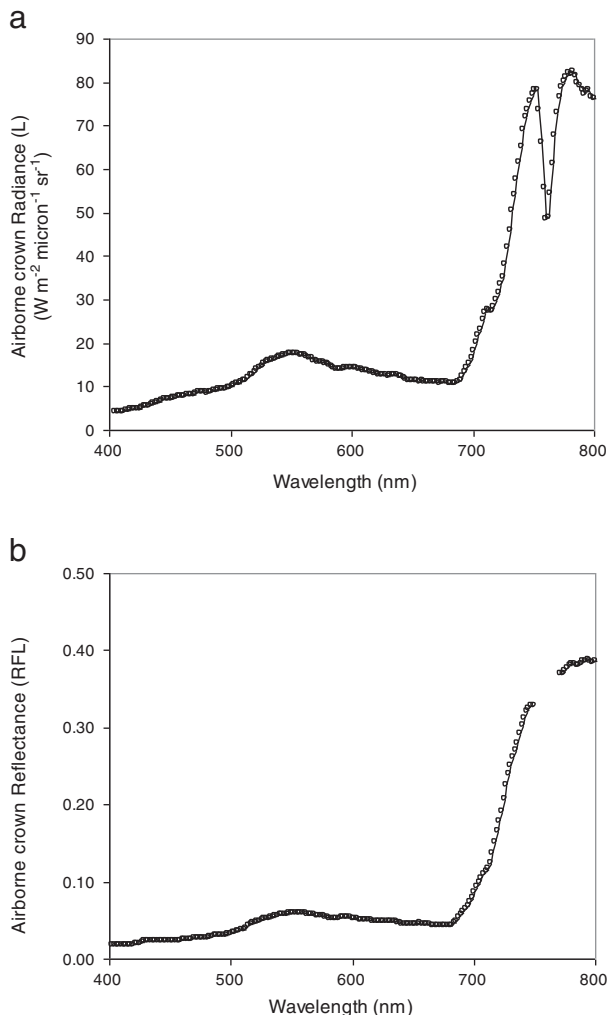 a
90
80
70
60
50
40
30
20
10
0
Airborne crown Radiance (L)
(W m⁻² micron⁻¹ sr⁻¹)
400 500 600 700 800
Wavelength (nm)
b
0.50
0.40
0.30
0.20
0.10
0.00
Airborne crown Reflectance (RFL)
400 500 600 700 800
Wavelength (nm)